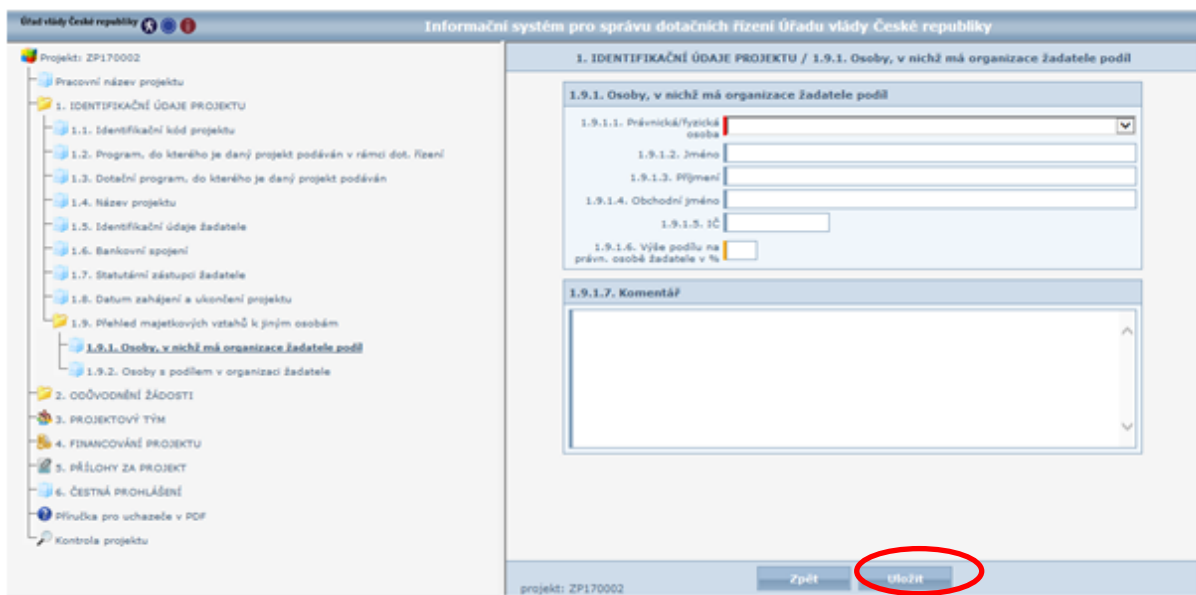 Úřad vlády České republiky
Informační systém pro správu dotačních řízení Úřadu vlády České republiky
Projekt: ZP170002
Pracovní název projektu
1. IDENTIFIKAČNÍ ÚDAJE PROJEKTU
1.1. Identifikační kód projektu
1.2. Program, do kterého je daný projekt podáván v rámci dot. řízení
1.3. Dotační program, do kterého je daný projekt podáván
1.4. Název projektu
1.5. Identifikační údaje žadatele
1.6. Bankovní spojení
1.7. Statutární zástupci žadatele
1.8. Datum zahájení a ukončení projektu
1.9. Přehled majetkových vztahů k jiným osobám
1.9.1. Osoby, v nichž má organizace žadatele podíl
1.9.2. Osoby s podílem v organizaci žadatele
2. ODŮVODNĚNÍ ŽÁDOSTI
3. PROJEKTOVÝ TÝM
4. FINANCOVÁNÍ PROJEKTU
5. PŘÍLOHY ZA PROJEKT
6. ČESTNÁ PROHLÁŠENÍ
Příručka pro uchazeče v PDF
Kontrola projektu
1. IDENTIFIKAČNÍ ÚDAJE PROJEKTU / 1.9.1. Osoby, v nichž má organizace žadatele podíl
1.9.1. Osoby, v nichž má organizace žadatele podíl
1.9.1.1. Právnická/fyzická
osoba
1.9.1.2. Jméno
1.9.1.3. Příjmení
1.9.1.4. Obchodní jméno
1.9.1.5. IČ
1.9.1.6. Výše podílu na
právn. osobě žadatele v %
1.9.1.7. Komentář
projekt: ZP170002
Zpět
Uložit